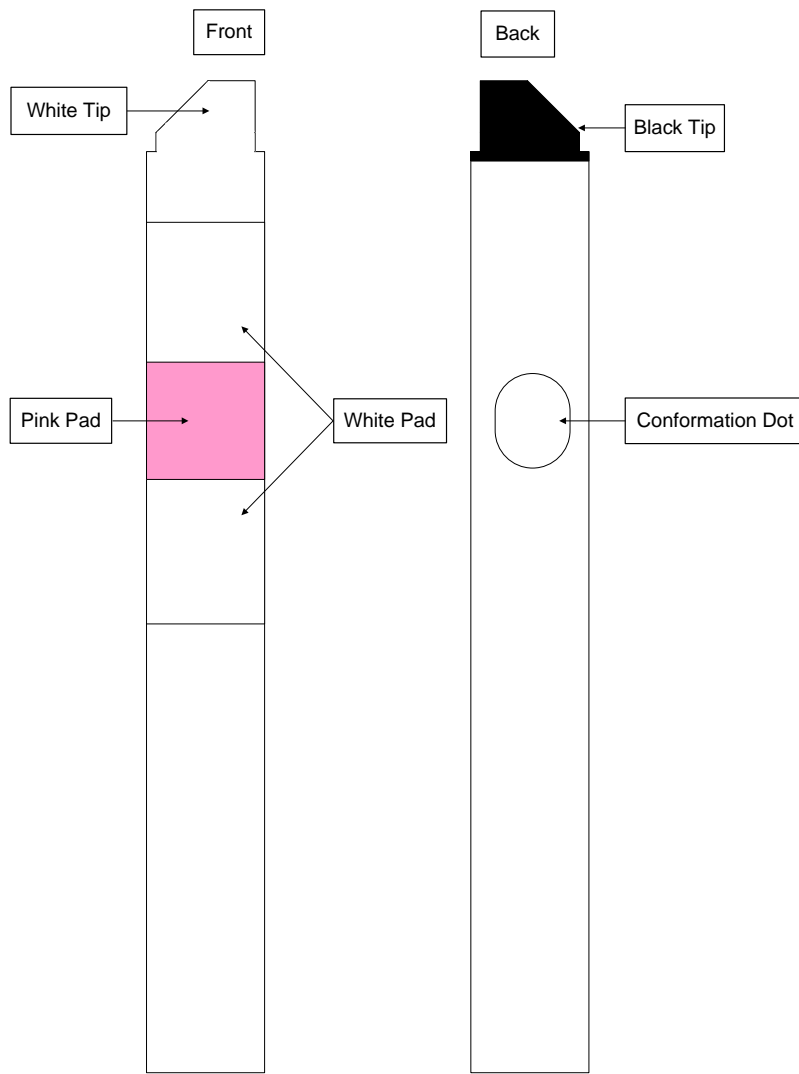 Front
Back
White Tip
Black Tip
Pink Pad
White Pad
Conformation Dot